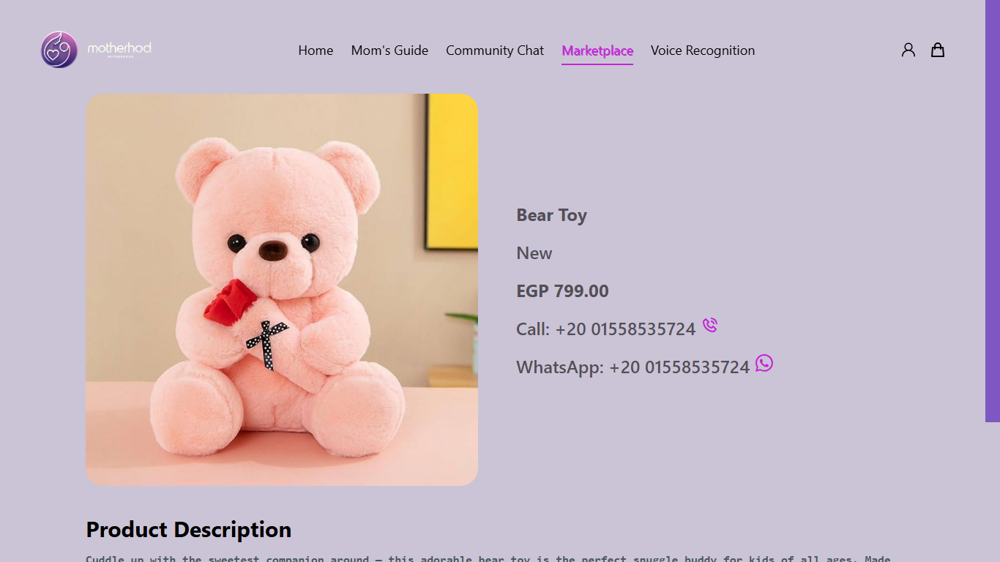 motherhod
MOTHERHOOD
Home
Mom's Guide
Community Chat
Marketplace
Voice Recognition
Bear Toy
New
EGP 799.00
Call: +20 01558535724
WhatsApp: +20 01558535724
Product Description
Cuddle up with the sweetest companion around — this adorable bear toy is the perfect snuggle buddy for kids of all ages. Made